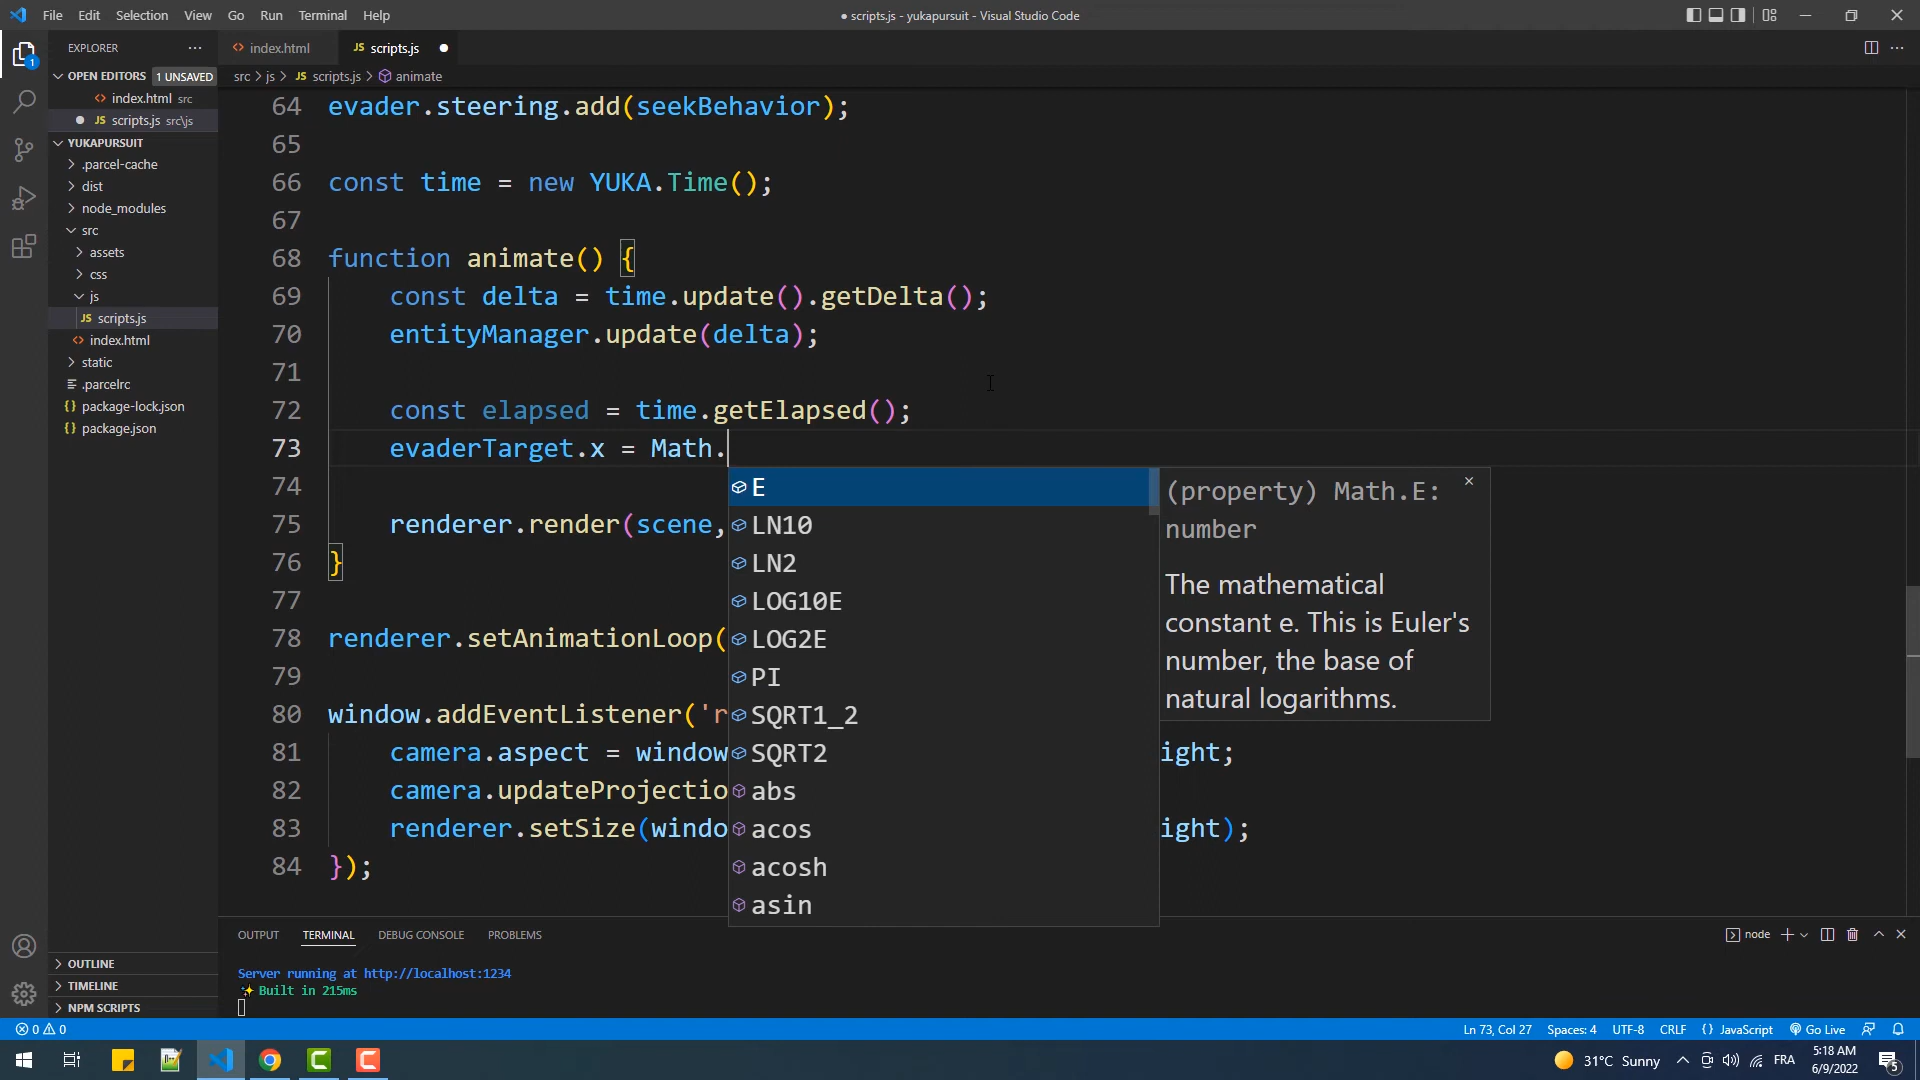 File Edit Selection View Go Run Terminal Help
● scripts.js - yukapursuit - Visual Studio Code
EXPLORER
OPEN EDITORS 1 UNSAVED
index.html src
JS scripts.js src\js
YUKAPURSUIT
.parcel-cache
dist
node_modules
src
assets
css
js
JS scripts.js
index.html
static
.parcelrc
package-lock.json
package.json
OUTLINE
TIMELINE
NPM SCRIPTS
index.html
JS scripts.js
src > js > JS scripts.js > animate
64 evader.steering.add(seekBehavior);
65
66 const time = new YUKA.Time();
67
68 function animate() {
69 const delta = time.update().getDelta();
70 entityManager.update(delta);
71
72 const elapsed = time.getElapsed();
73 evaderTarget.x = Math.
74
75 renderer.render(scene,
76 }
77
78 renderer.setAnimationLoop(
79
80 window.addEventListener('r
81 camera.aspect = window ight;
82 camera.updateProjectio
83 renderer.setSize(windo ight);
84 });
E
LN10
LN2
LOG10E
LOG2E
PI
SQRT1_2
SQRT2
abs
acos
acosh
asin
(property) Math.E:
number
The mathematical
constant e. This is Euler's
number, the base of
natural logarithms.
OUTPUT TERMINAL DEBUG CONSOLE PROBLEMS
node
Server running at http://localhost:1234
✨ Built in 215ms
0 0
Ln 73, Col 27 Spaces: 4 UTF-8 CRLF {} JavaScript Go Live
31°C Sunny
FRA
5:18 AM
6/9/2022
5
1